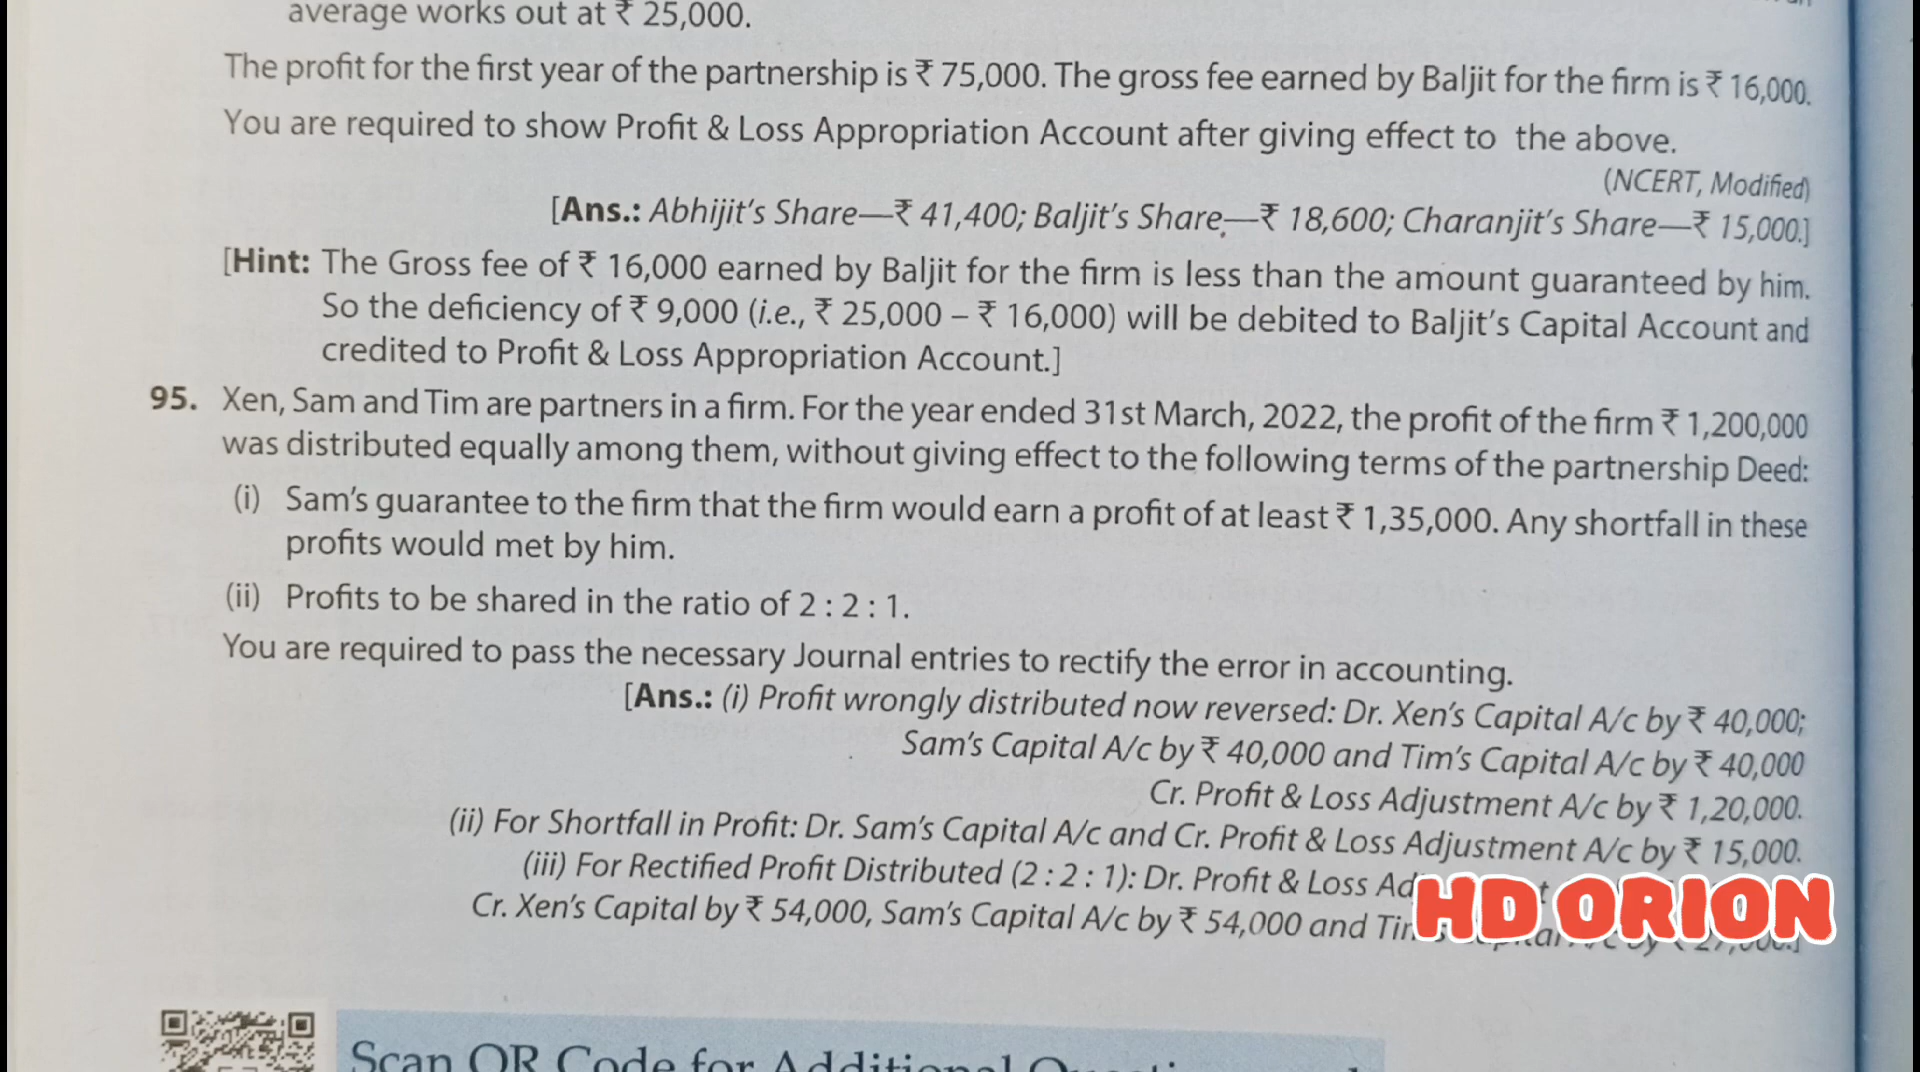 average works out at ₹ 25,000.
The profit for the first year of the partnership is ₹ 75,000. The gross fee earned by Baljit for the firm is ₹ 16,000.
You are required to show Profit & Loss Appropriation Account after giving effect to the above.
(NCERT, Modified)
[Ans.: Abhijit's Share—₹ 41,400; Baljit's Share—₹ 18,600; Charanjit's Share—₹ 15,000.]
[Hint: The Gross fee of ₹ 16,000 earned by Baljit for the firm is less than the amount guaranteed by him.
So the deficiency of ₹ 9,000 (i.e., ₹ 25,000 – ₹ 16,000) will be debited to Baljit's Capital Account and
credited to Profit & Loss Appropriation Account.]
95. Xen, Sam and Tim are partners in a firm. For the year ended 31st March, 2022, the profit of the firm ₹ 1,200,000
was distributed equally among them, without giving effect to the following terms of the partnership Deed:
(i) Sam's guarantee to the firm that the firm would earn a profit of at least ₹ 1,35,000. Any shortfall in these
profits would met by him.
(ii) Profits to be shared in the ratio of 2 : 2 : 1.
You are required to pass the necessary Journal entries to rectify the error in accounting.
[Ans.: (i) Profit wrongly distributed now reversed: Dr. Xen's Capital A/c by ₹ 40,000;
Sam's Capital A/c by ₹ 40,000 and Tim's Capital A/c by ₹ 40,000
Cr. Profit & Loss Adjustment A/c by ₹ 1,20,000.
(ii) For Shortfall in Profit: Dr. Sam's Capital A/c and Cr. Profit & Loss Adjustment A/c by ₹ 15,000.
(iii) For Rectified Profit Distributed (2 : 2 : 1): Dr. Profit & Loss
Cr. Xen's Capital by ₹ 54,000, Sam's Capital A/c by ₹ 54,000 and
HD ORION
Scan QR Code for